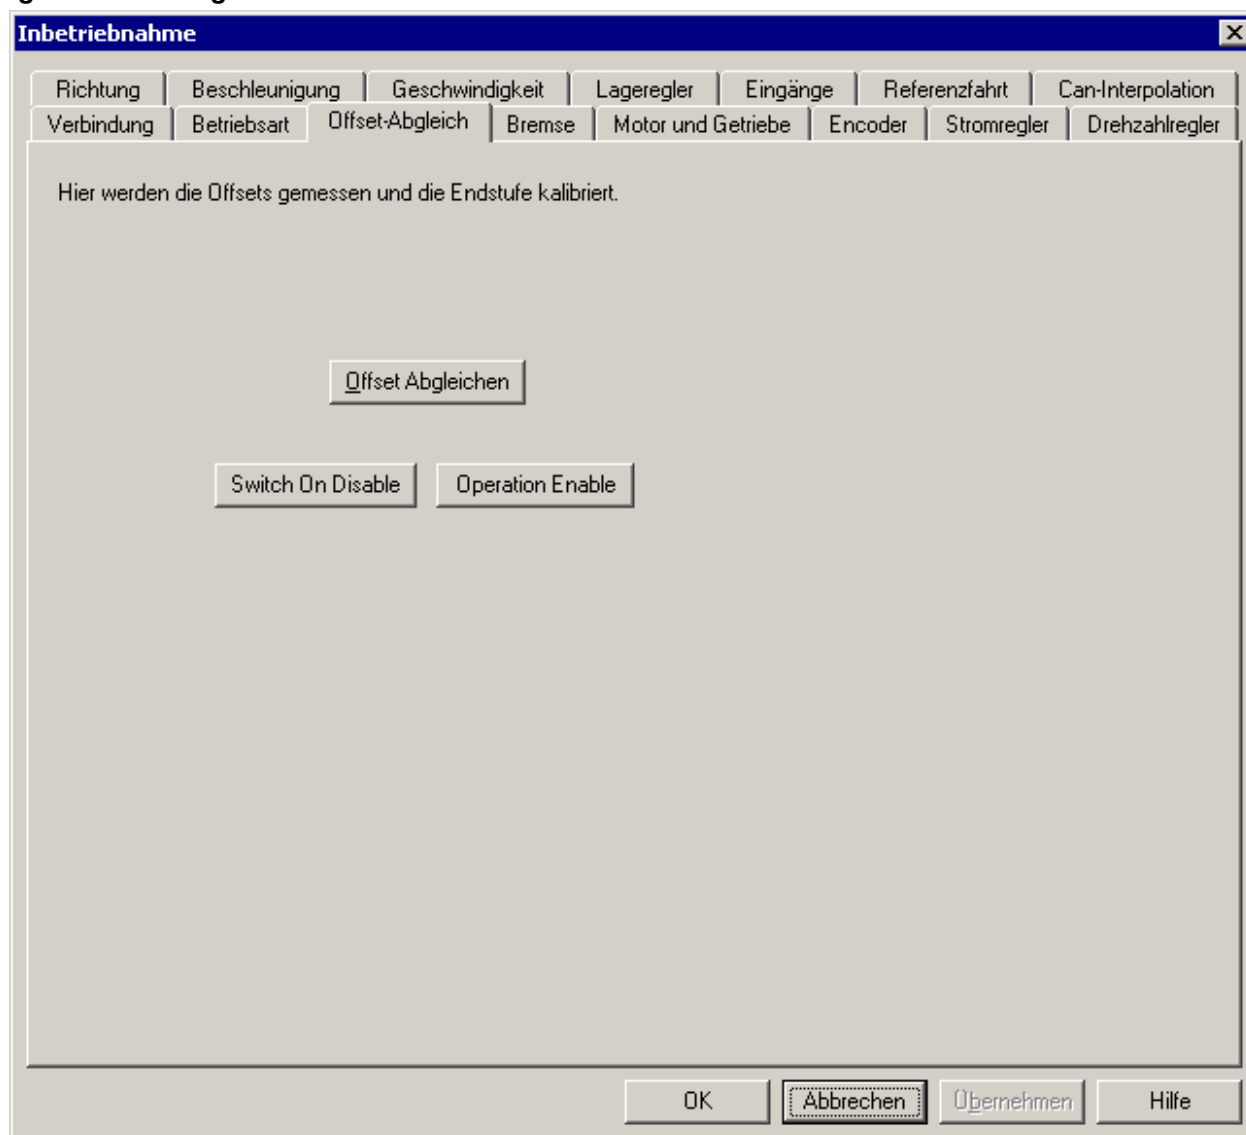 Inbetriebnahme
Richtung Beschleunigung Geschwindigkeit Lageregler Eingänge Referenzfahrt Can-Interpolation
Verbindung Betriebsart Offset-Abgleich Bremse Motor und Getriebe Encoder Stromregler Drehzahlregler
Hier werden die Offsets gemessen und die Endstufe kalibriert.
Offset Abgleichen
Switch On Disable Operation Enable
OK Abbrechen Übernehmen Hilfe